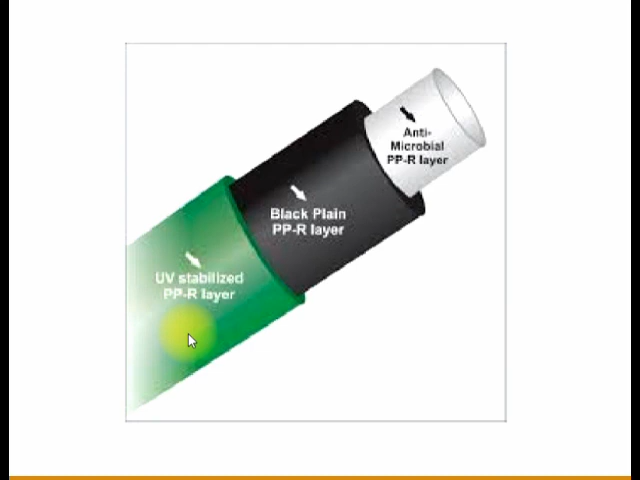 Anti-
Microbial
PP-R layer
Black Plain
PP-R layer
UV stabilized
PP-R layer